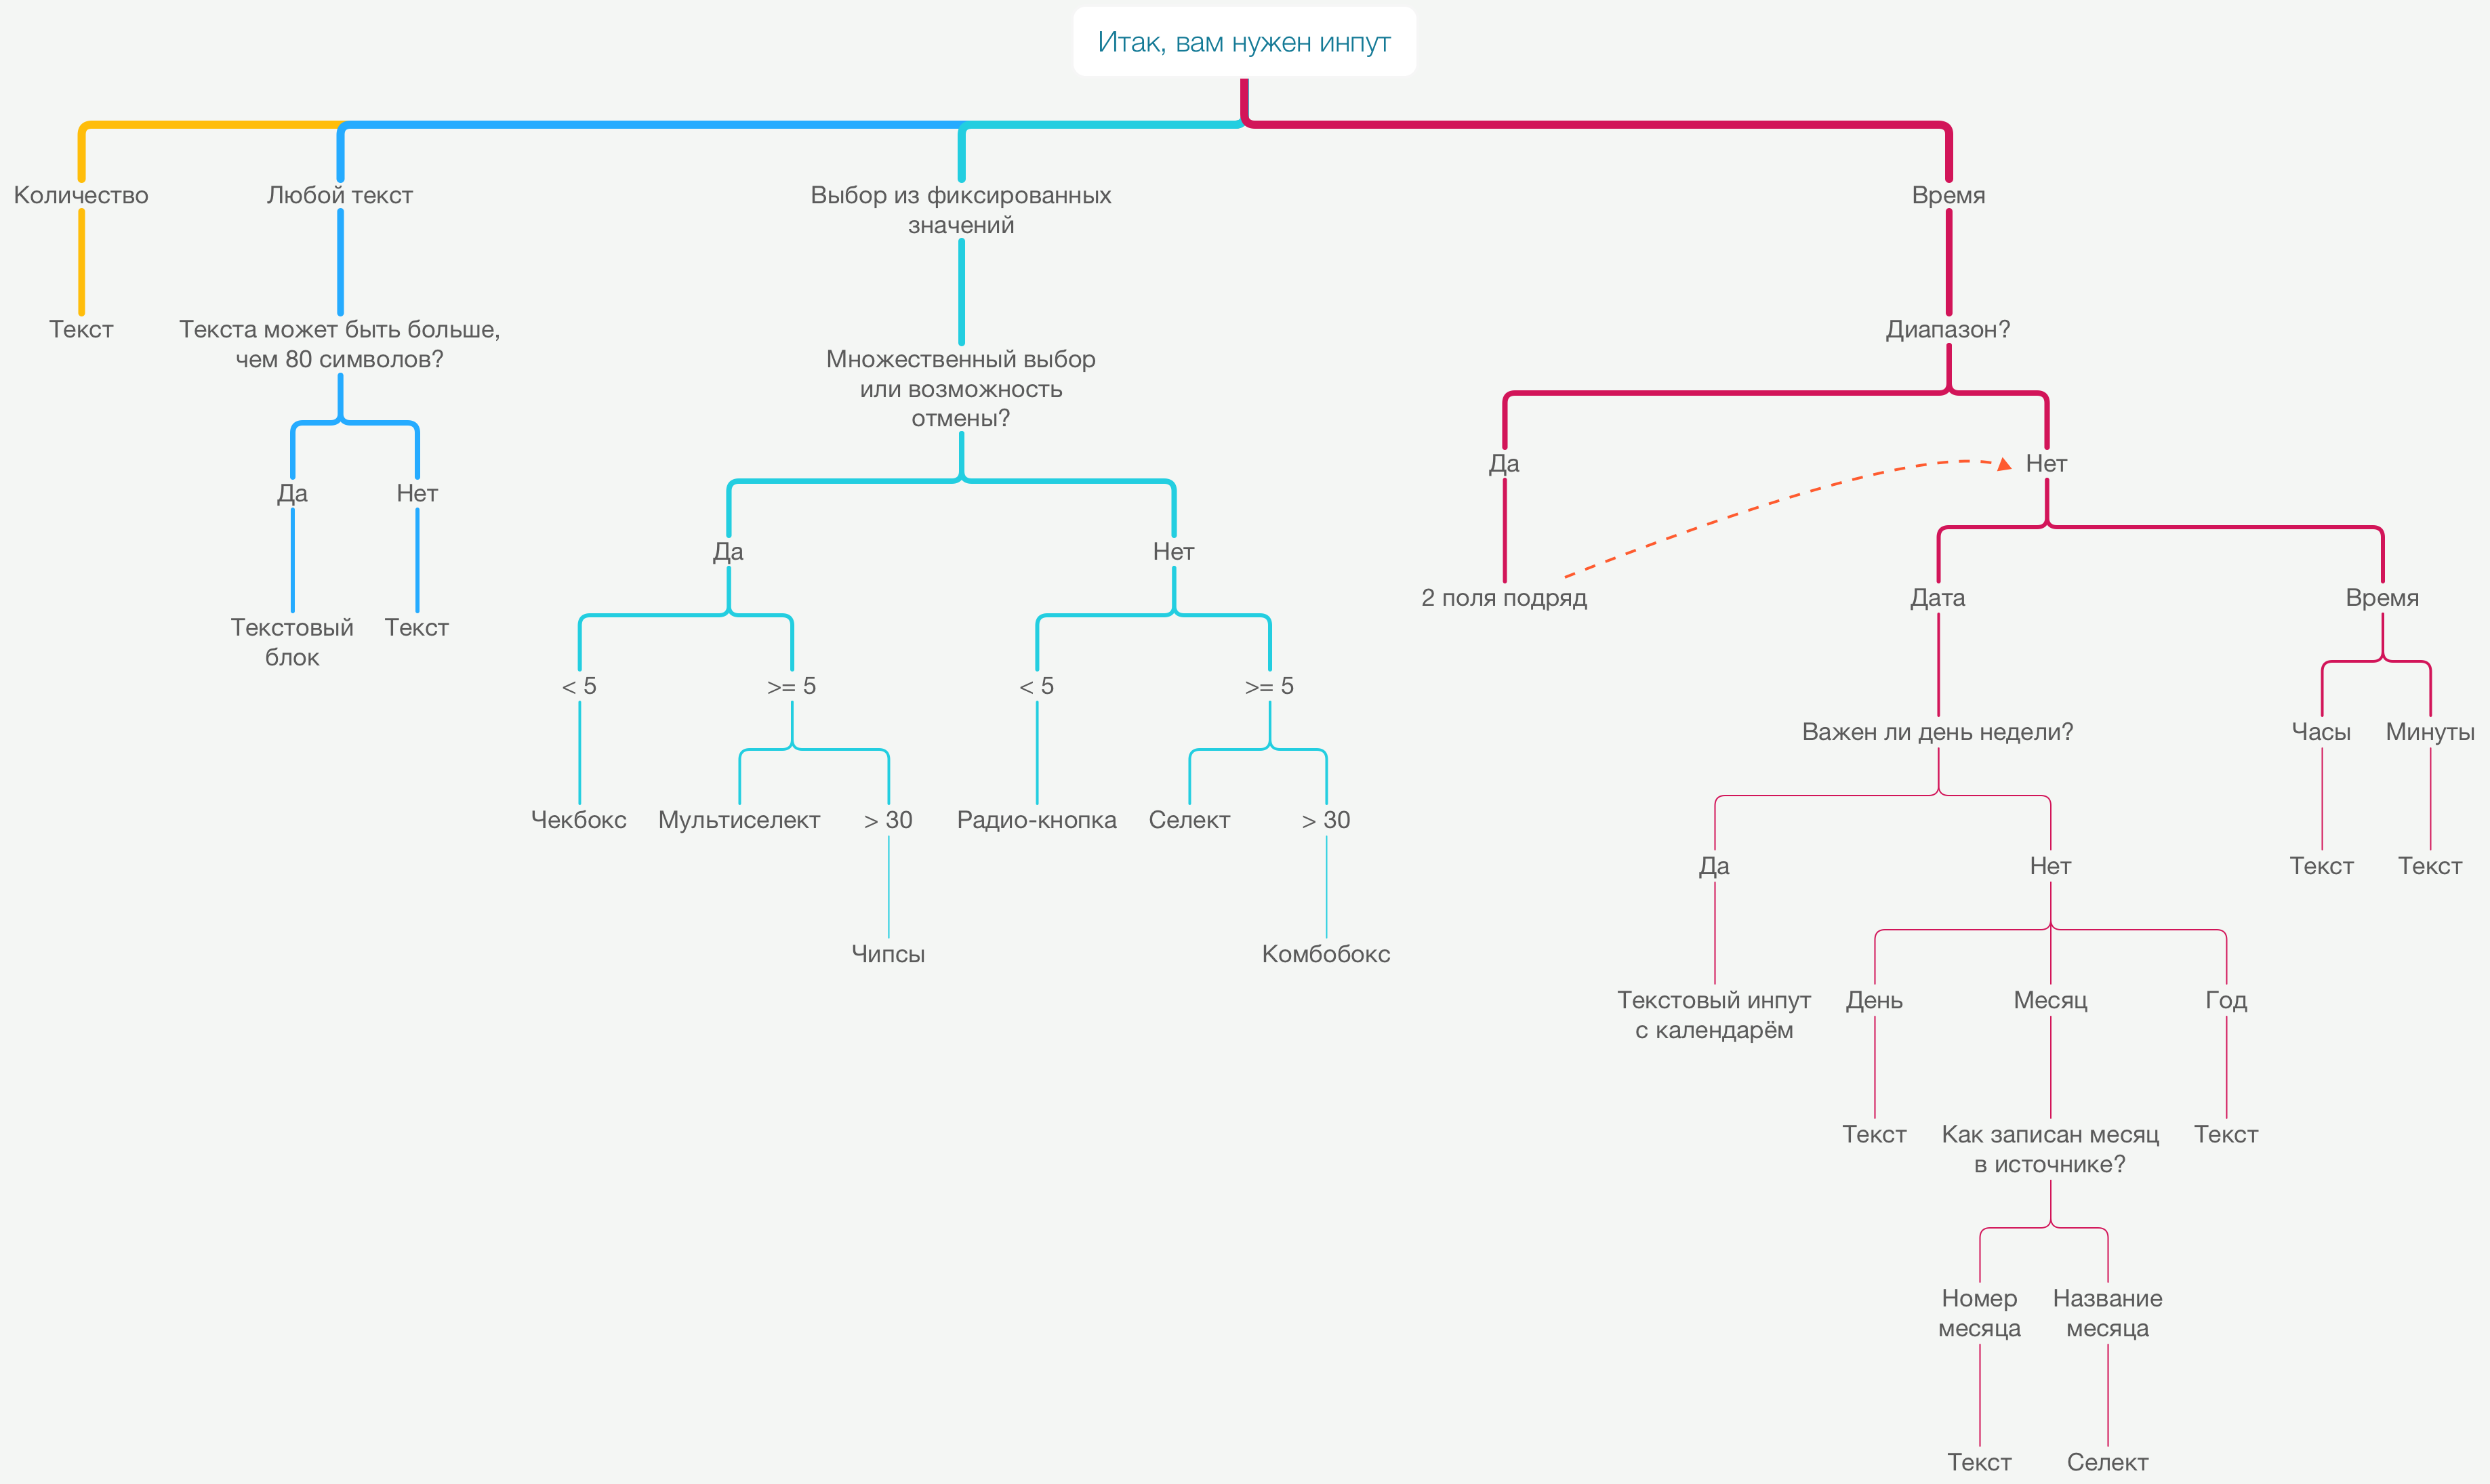 Итак, вам нужен инпут
Количество
Любой текст
Выбор из фиксированных
значений
Время
Текст
Текста может быть больше,
чем 80 символов?
Множественный выбор
или возможность
отмены?
Диапазон?
Да
Нет
Да
Нет
Да
Нет
Текстовый
блок
Текст
2 поля подряд
Дата
Время
< 5
>= 5
< 5
>= 5
Важен ли день недели?
Часы
Минуты
Чекбокс
Мультиселект
> 30
Радио-кнопка
Селект
> 30
Да
Нет
Текст
Текст
Чипсы
Комбобокс
Текстовый инпут
с календарём
День
Месяц
Год
Текст
Как записан месяц
в источнике?
Текст
Номер
месяца
Название
месяца
Текст
Селект